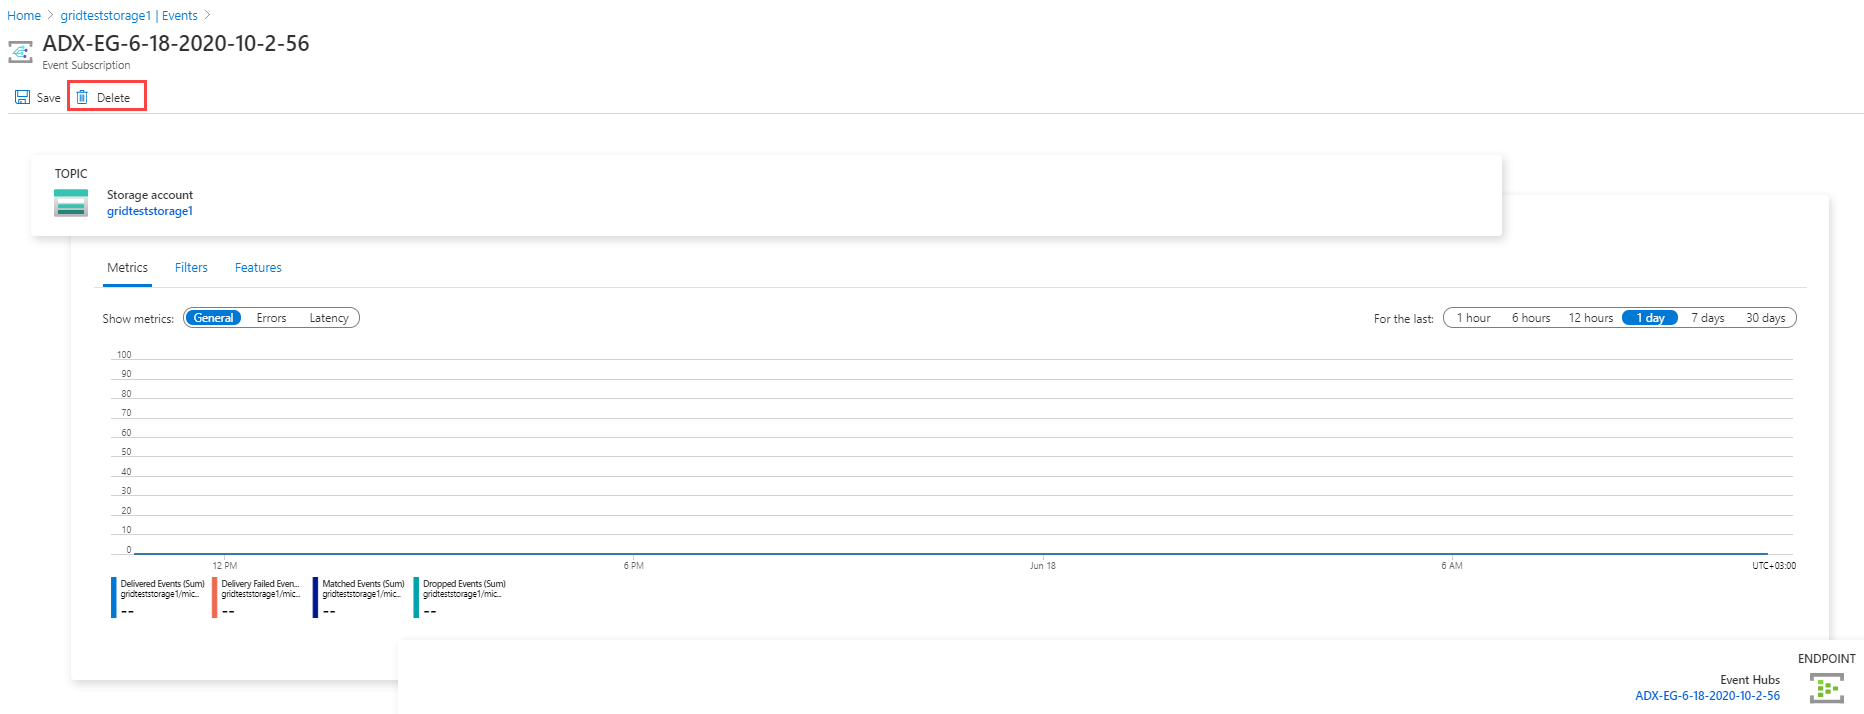 Home > gridteststorage1 | Events >
ADX-EG-6-18-2020-10-2-56
Event Subscription
Save Delete
TOPIC
Storage account
gridteststorage1
Metrics Filters Features
Show metrics: General Errors Latency For the last: 1 hour 6 hours 12 hours 1 day 7 days 30 days
100
90
80
70
60
50
40
30
20
10
0
12 PM 6 PM Jun 18 6 AM UTC+03:00
Delivered Events (Sum) Delivery Failed Even... Matched Events (Sum) Dropped Events (Sum)
gridteststorage1/mic... gridteststorage1/mic... gridteststorage1/mic... gridteststorage1/mic...
-- -- -- --
ENDPOINT
Event Hubs
ADX-EG-6-18-2020-10-2-56